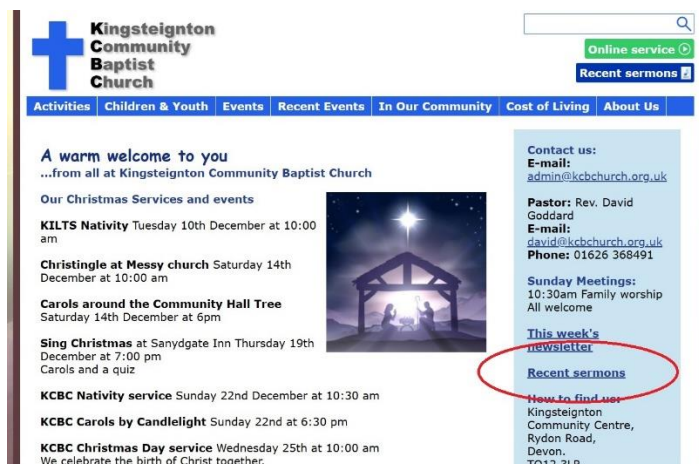 Kingsteignton
Community
Baptist
Church
Online service
Recent sermons
Activities Children & Youth Events Recent Events In Our Community Cost of Living About Us
A warm welcome to you
...from all at Kingsteignton Community Baptist Church
Our Christmas Services and events
KILTS Nativity Tuesday 10th December at 10:00
am
Christingle at Messy church Saturday 14th
December at 10:00 am
Carols around the Community Hall Tree
Saturday 14th December at 6pm
Sing Christmas at Sanydgate Inn Thursday 19th
December at 7:00 pm
Carols and a quiz
KCBC Nativity service Sunday 22nd December at 10:30 am
KCBC Carols by Candlelight Sunday 22nd at 6:30 pm
KCBC Christmas Day service Wednesday 25th at 10:00 am
We celebrate the birth of Christ together.
Contact us:
E-mail:
admin@kcbchurch.org.uk
Pastor: Rev. David
Goddard
E-mail:
david@kcbchurch.org.uk
Phone: 01626 368491
Sunday Meetings:
10:30am Family worship
All welcome
This week's
newsletter
Recent sermons
How to find us:
Kingsteignton
Community Centre,
Rydon Road,
Devon.
TQ12 3LP